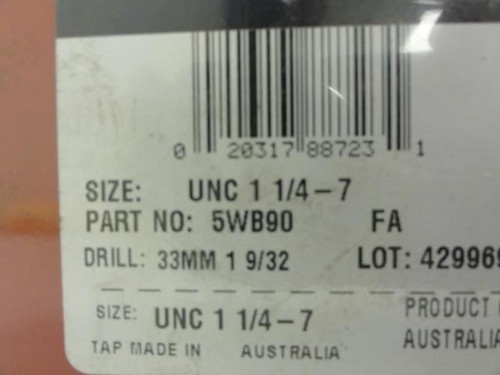 0 20317 88723 1
SIZE: UNC 1 1/4-7
PART NO: 5WB90 FA
DRILL: 33MM 1 9/32 LOT: 429969
SIZE: UNC 1 1/4-7 PRODUCT
TAP MADE IN AUSTRALIA AUSTRALIA